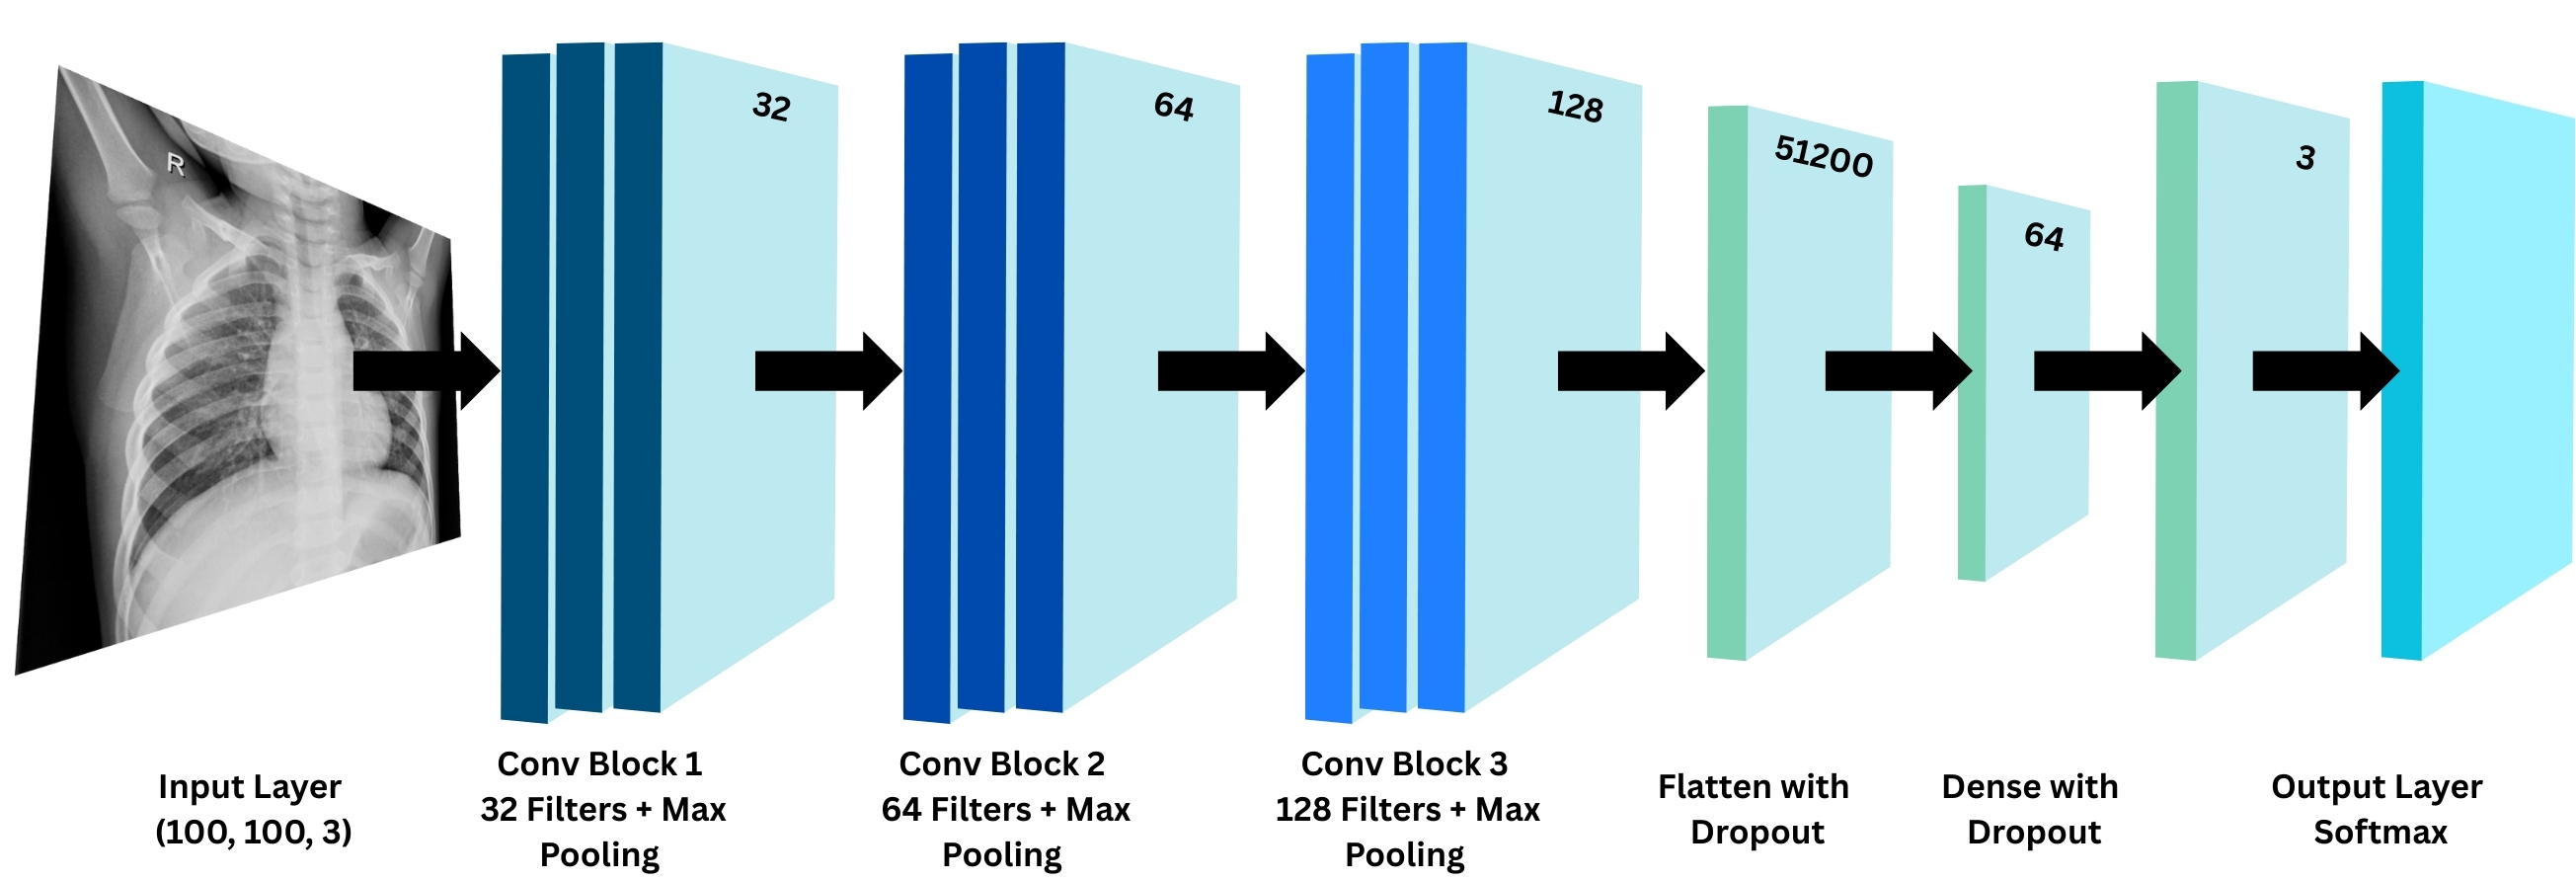 R
32
64
128
51200
64
3
Input Layer
(100, 100, 3)
Conv Block 1
32 Filters + Max
Pooling
Conv Block 2
64 Filters + Max
Pooling
Conv Block 3
128 Filters + Max
Pooling
Flatten with
Dropout
Dense with
Dropout
Output Layer
Softmax